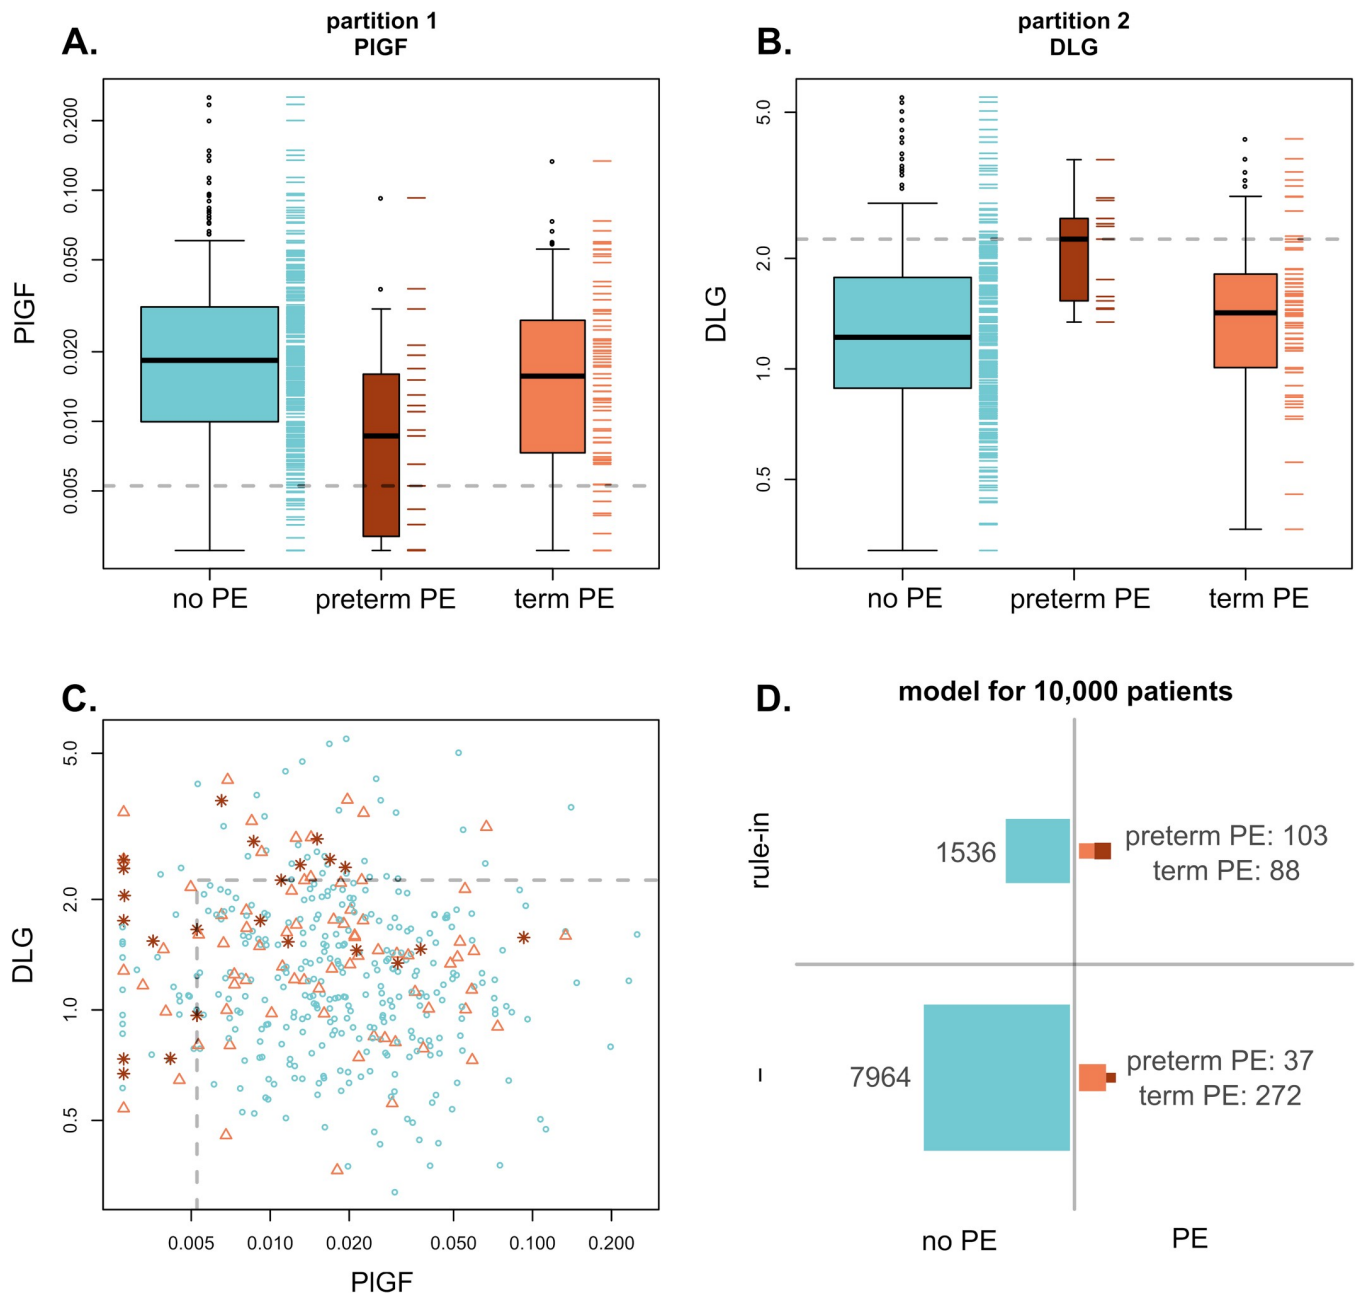 A.
partition 1
PlGF
PlGF
0.200
0.100
0.050
0.020
0.010
0.005
no PE
preterm PE
term PE
B.
partition 2
DLG
DLG
5.0
2.0
1.0
0.5
no PE
preterm PE
term PE
C.
DLG
5.0
2.0
1.0
0.5
0.005
0.010
0.020
0.050
0.100
0.200
PlGF
D.
model for 10,000 patients
rule-in
1536
preterm PE: 103
term PE: 88
–
7964
preterm PE: 37
term PE: 272
no PE
PE